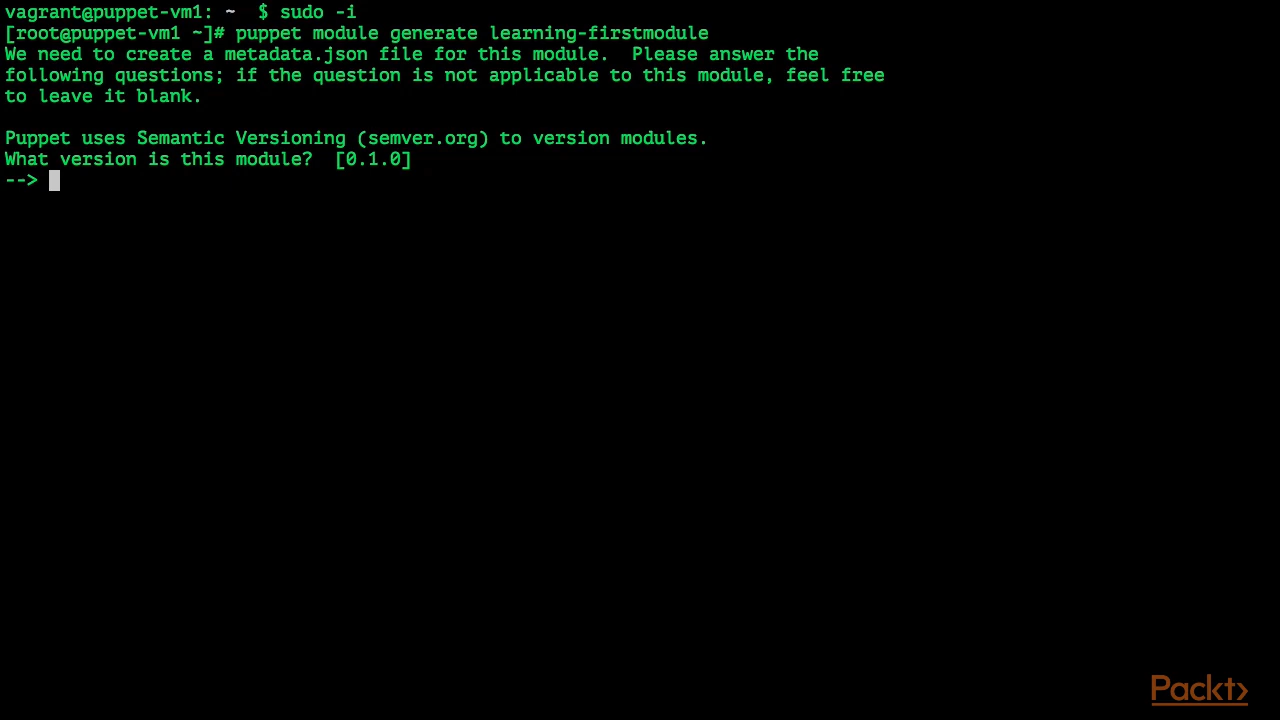 vagrant@puppet-vm1: ~  $ sudo -i
[root@puppet-vm1 ~]# puppet module generate learning-firstmodule
We need to create a metadata.json file for this module.  Please answer the
following questions; if the question is not applicable to this module, feel free
to leave it blank.
Puppet uses Semantic Versioning (semver.org) to version modules.
What version is this module?  [0.1.0]
-->
Packt>